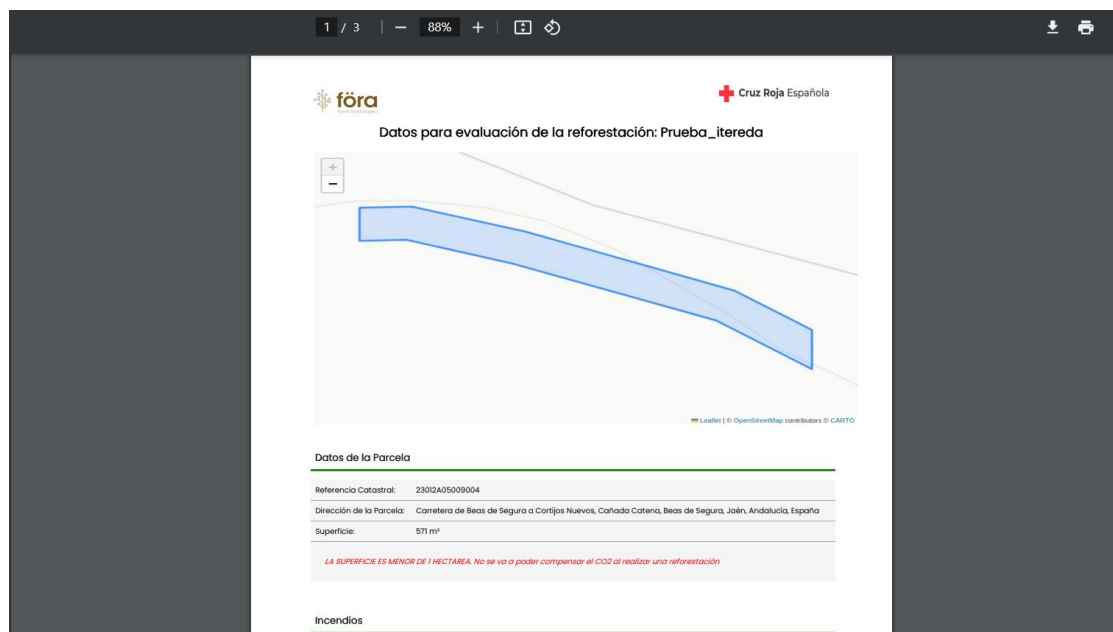 1 / 3
88%
föra
Cruz Roja Española
Datos para evaluación de la reforestación: Prueba_itereda
+
−
Leaflet | © OpenStreetMap contributors © CARTO
Datos de la Parcela
Referencia Catastral: 23012A05009004
Dirección de la Parcela: Carretera de Beas de Segura a Cortijos Nuevos, Cañada Catena, Beas de Segura, Jaén, Andalucía, España
Superficie: 571 m²
LA SUPERFICIE ES MENOR DE 1 HECTAREA. No se va a poder compensar el CO2 al realizar una reforestación
Incendios